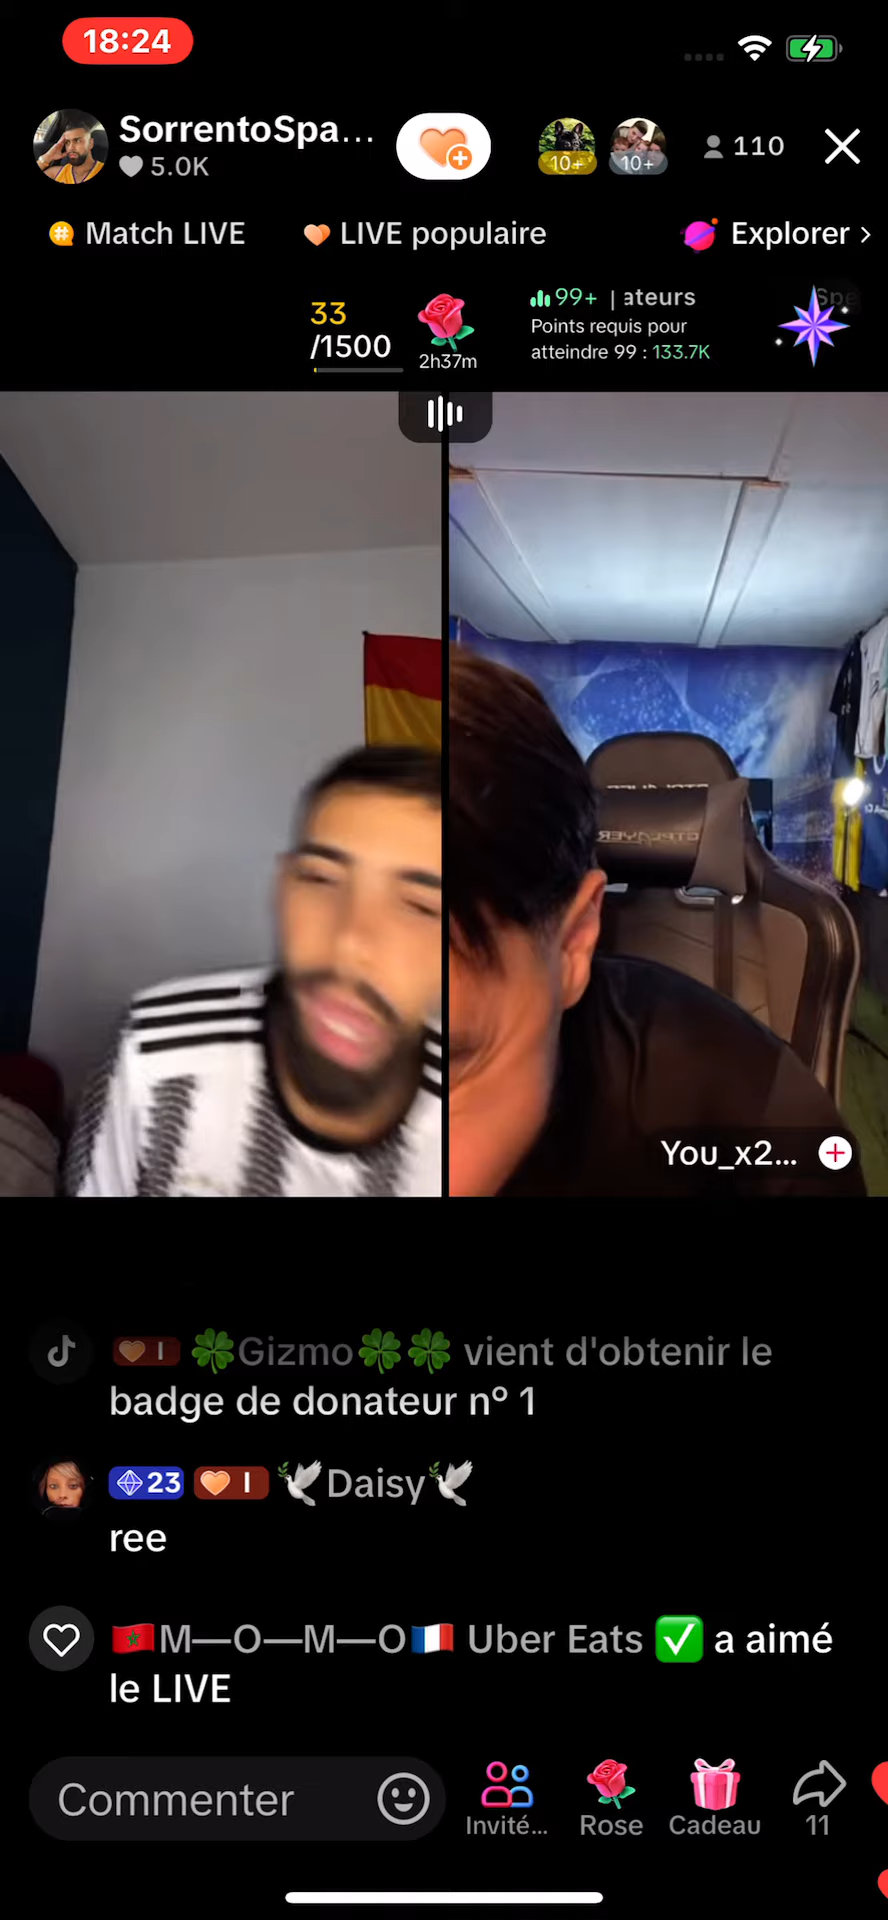 18:24
SorrentoSpa...
5.0K
10+
10+
110
Match LIVE
LIVE populaire
Explorer >
33
/1500
2h37m
99+ | ateurs
Points requis pour
atteindre 99 : 133.7K
Spe
GTPLAYER
You_x2...
I 🍀Gizmo🍀🍀 vient d'obtenir le
badge de donateur n° 1
23 I 🕊️Daisy🕊️
ree
🇲🇦M—O—M—O🇫🇷 Uber Eats ✅ a aimé
le LIVE
Commenter
Invité...
Rose
Cadeau
11